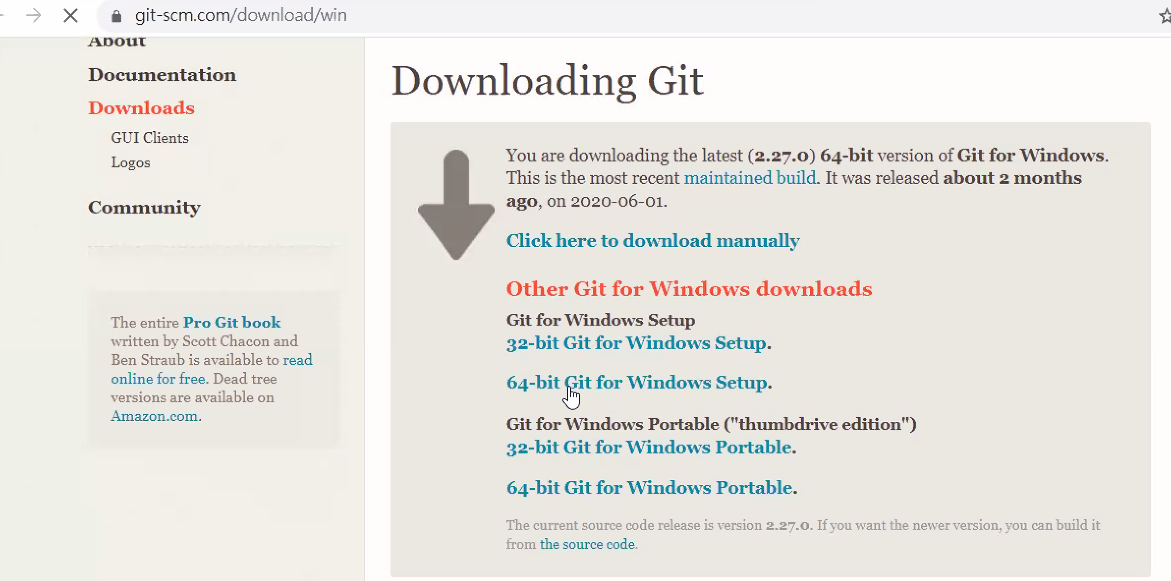 git-scm.com/download/win
About
Documentation
Downloads
GUI Clients
Logos
Community
The entire Pro Git book
written by Scott Chacon and
Ben Straub is available to read
online for free. Dead tree
versions are available on
Amazon.com.
Downloading Git
You are downloading the latest (2.27.0) 64-bit version of Git for Windows.
This is the most recent maintained build. It was released about 2 months
ago, on 2020-06-01.
Click here to download manually
Other Git for Windows downloads
Git for Windows Setup
32-bit Git for Windows Setup.
64-bit Git for Windows Setup.
Git for Windows Portable ("thumbdrive edition")
32-bit Git for Windows Portable.
64-bit Git for Windows Portable.
The current source code release is version 2.27.0. If you want the newer version, you can build it
from the source code.